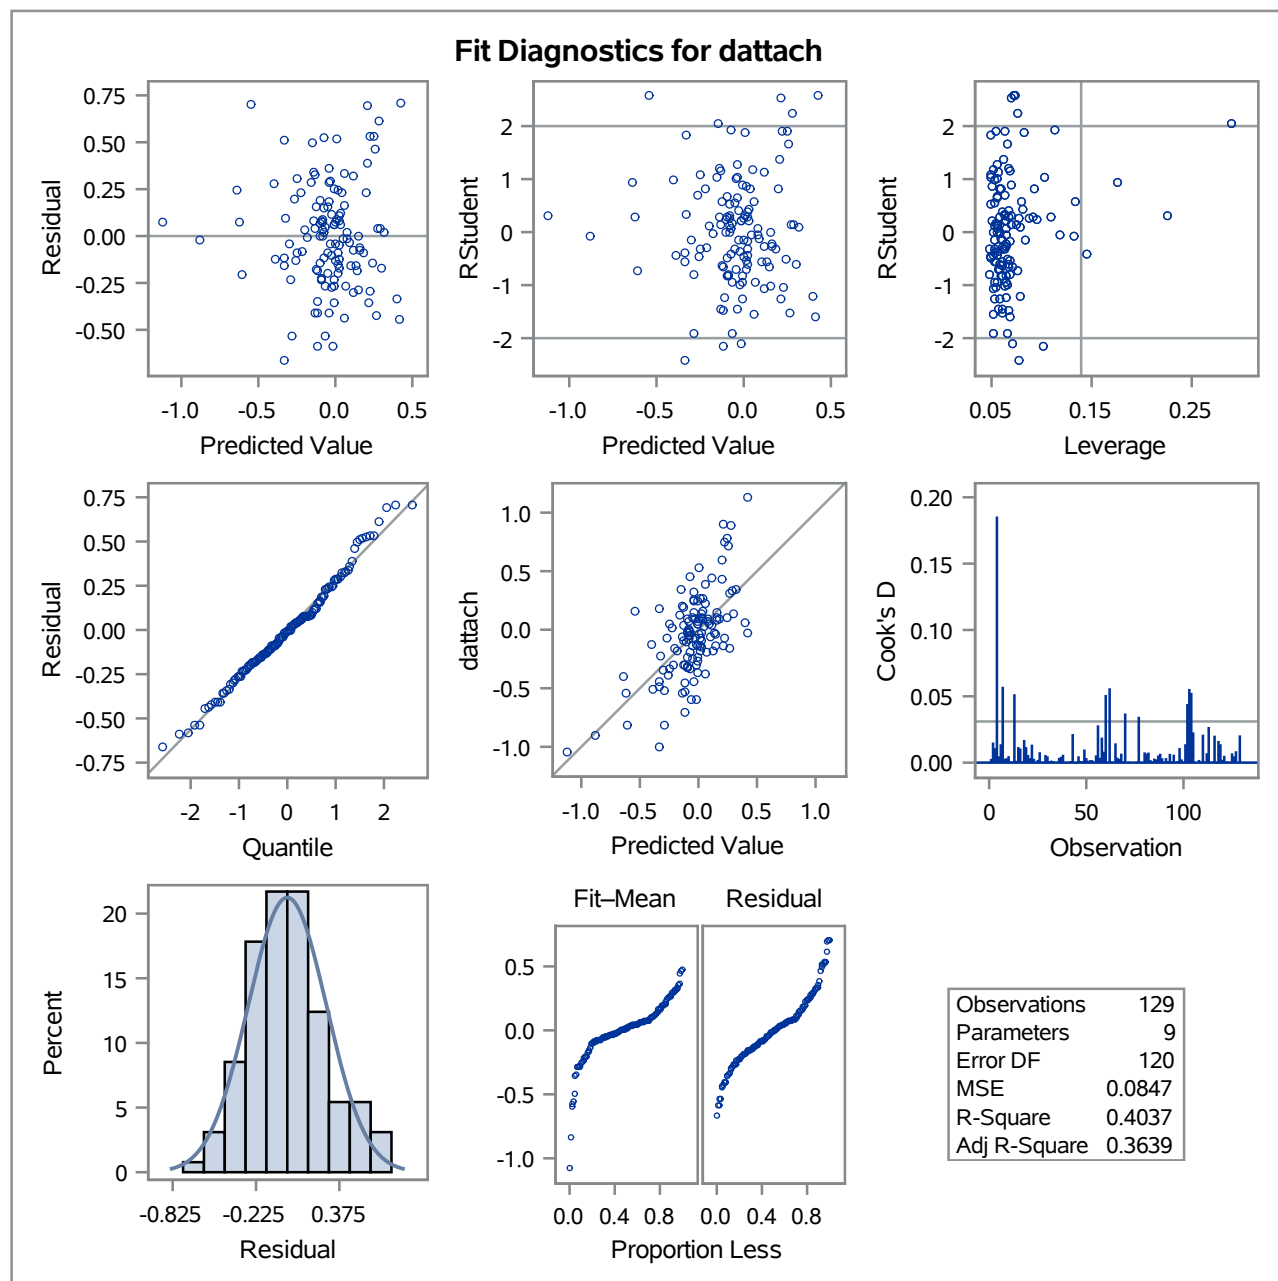 Fit Diagnostics for dattach
0.75
0.50
0.25
0.00
-0.25
-0.50
Residual
-1.0 -0.5 0.0 0.5
Predicted Value
2
1
0
-1
-2
RStudent
-1.0 -0.5 0.0 0.5
Predicted Value
2
1
0
-1
-2
RStudent
0.05 0.15 0.25
Leverage
0.75
0.50
0.25
0.00
-0.25
-0.50
-0.75
Residual
-2 -1 0 1 2
Quantile
1.0
0.5
0.0
-0.5
-1.0
dattach
-1.0 -0.5 0.0 0.5 1.0
Predicted Value
0.20
0.15
0.10
0.05
0.00
Cook's D
0 50 100
Observation
20
15
10
5
0
Percent
-0.825 -0.225 0.375
Residual
Fit–Mean Residual
0.5
0.0
-0.5
-1.0
0.0 0.4 0.8 0.0 0.4 0.8
Proportion Less
Observations 129
Parameters 9
Error DF 120
MSE 0.0847
R-Square 0.4037
Adj R-Square 0.3639